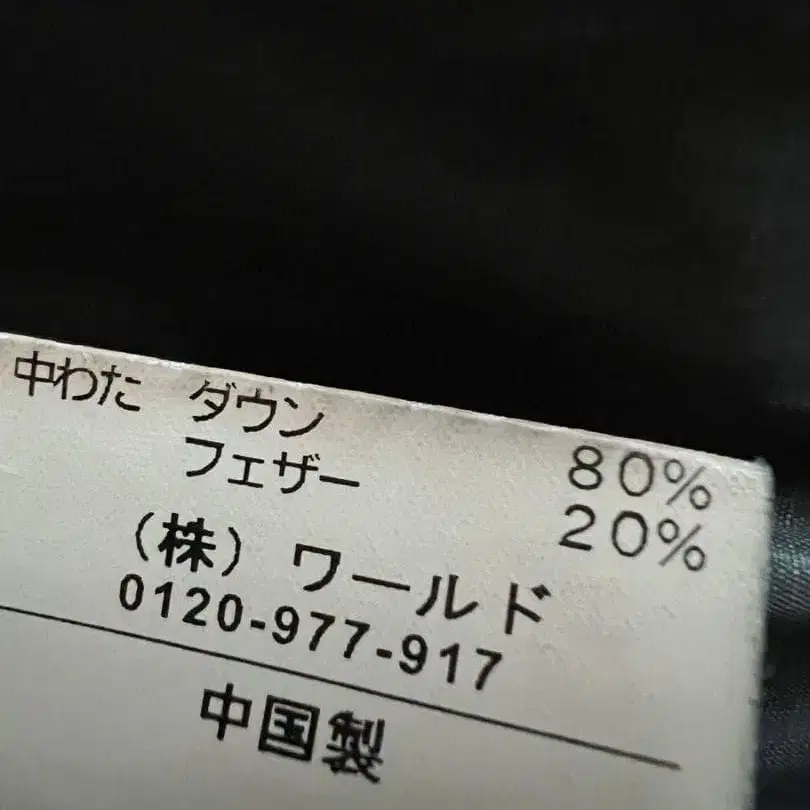 中わた ダウン 80%
フェザー 20%
(株) ワールド
0120-977-917
中国製